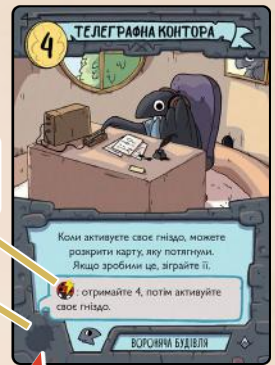 4
ТЕЛЕГРАФНА КОНТОРА
Коли активуєте своє гніздо, можете
розкрити карту, яку потягнули.
Якщо зробили це, зіграйте її.
: отримайте 4, потім активуйте
своє гніздо.
ВОРОНЯЧА БУДІВЛЯ